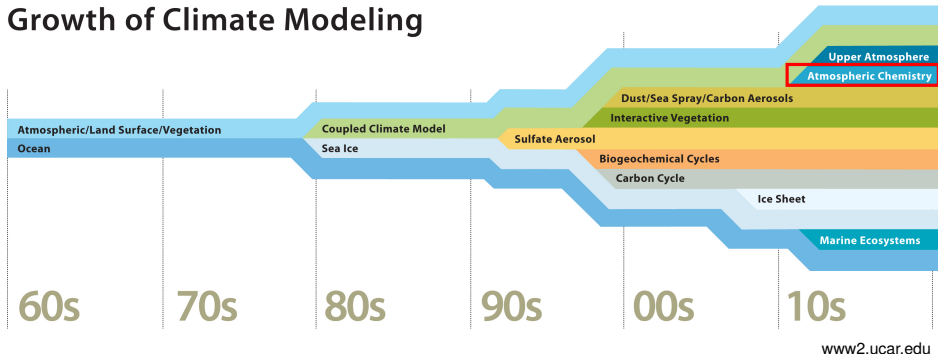 Growth of Climate Modeling
Upper Atmosphere
Atmospheric Chemistry
Dust/Sea Spray/Carbon Aerosols
Interactive Vegetation
Atmospheric/Land Surface/Vegetation
Coupled Climate Model
Sulfate Aerosol
Ocean
Sea Ice
Biogeochemical Cycles
Carbon Cycle
Ice Sheet
Marine Ecosystems
60s 70s 80s 90s 00s 10s
www2.ucar.edu